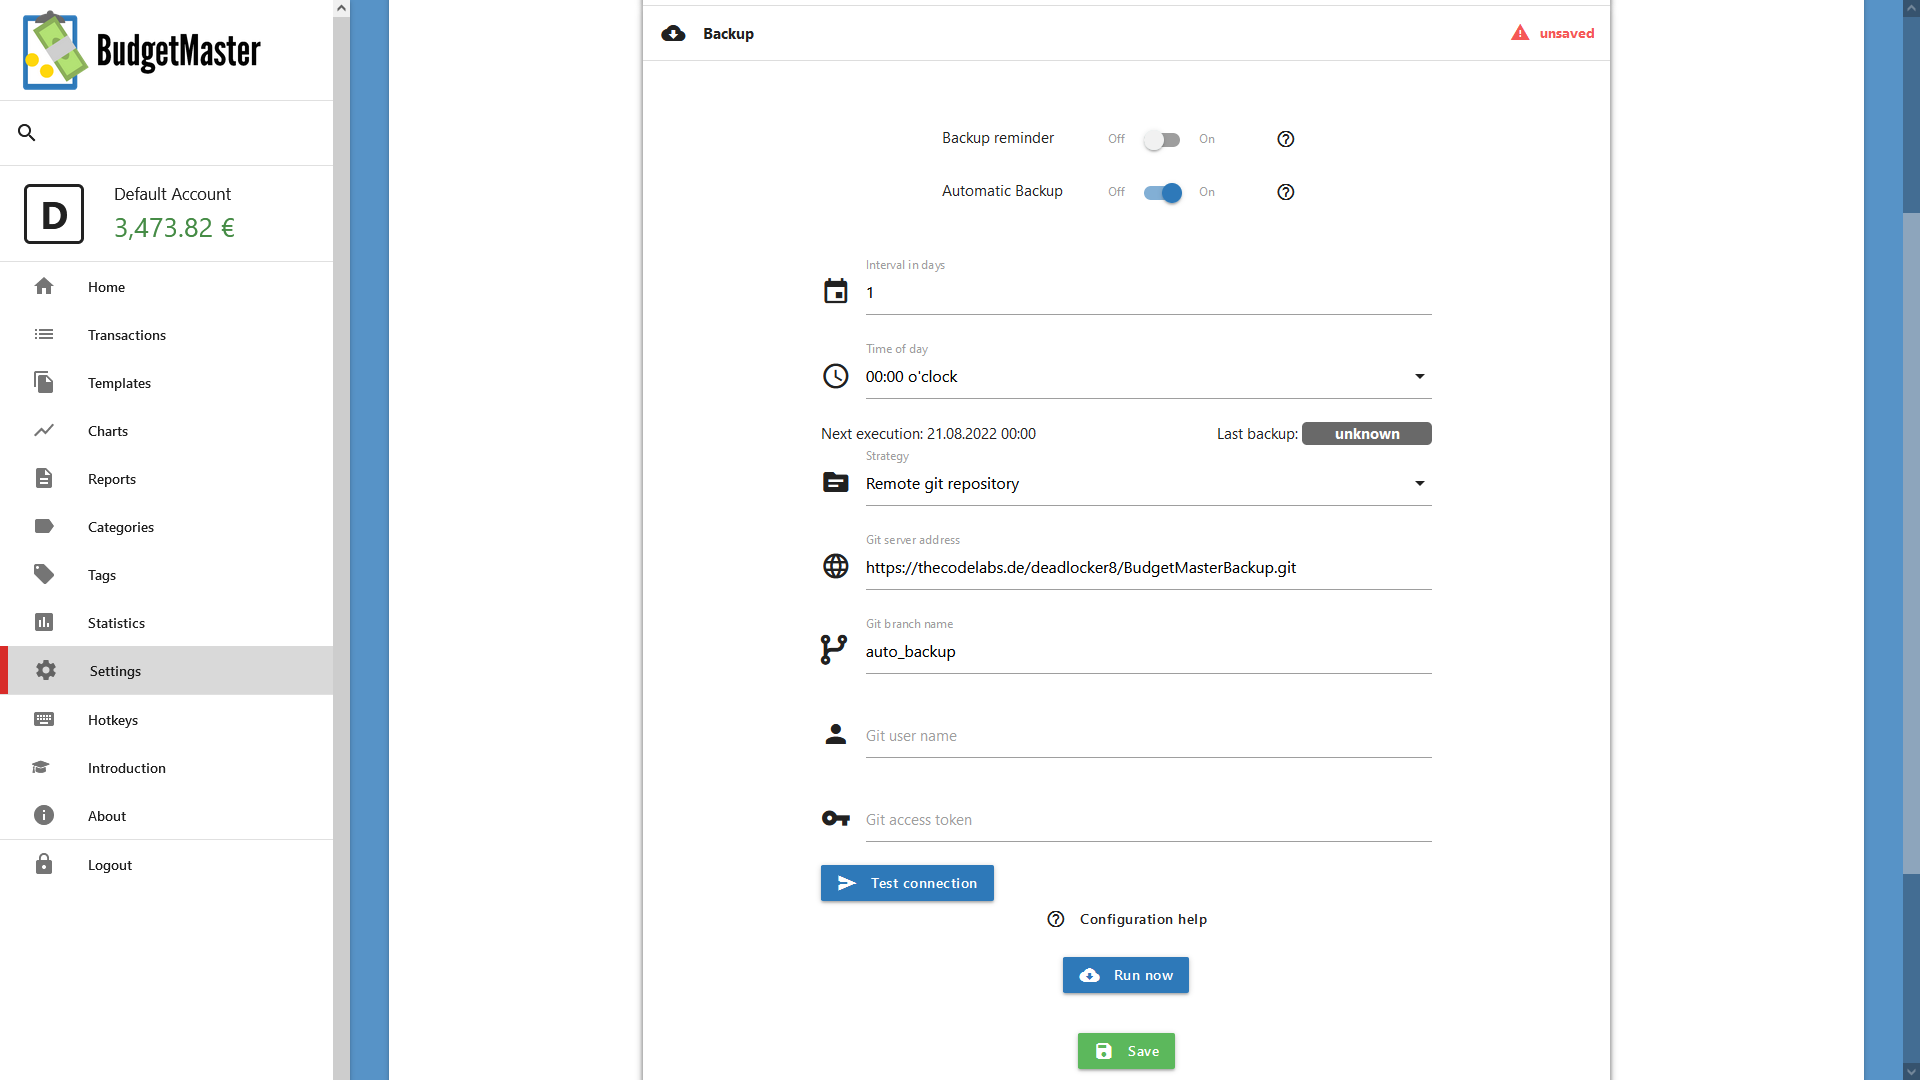 BudgetMaster
D
Default Account
3,473.82 €
Home
Transactions
Templates
Charts
Reports
Categories
Tags
Statistics
Settings
Hotkeys
Introduction
About
Logout
Backup
unsaved
Backup reminder Off On
Automatic Backup Off On
Interval in days
1
Time of day
00:00 o'clock
Next execution: 21.08.2022 00:00 Last backup: unknown
Strategy
Remote git repository
Git server address
https://thecodelabs.de/deadlocker8/BudgetMasterBackup.git
Git branch name
auto_backup
Git user name
Git access token
Test connection
Configuration help
Run now
Save